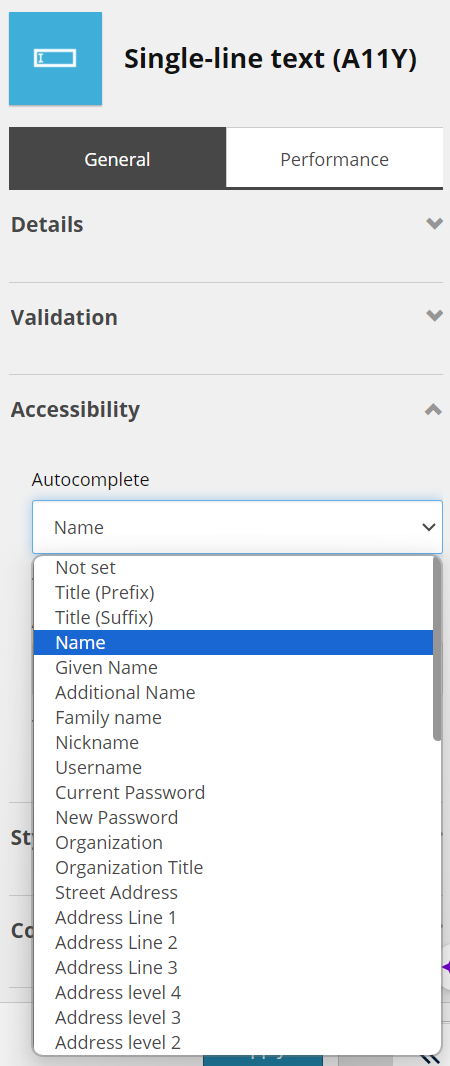 Single-line text (A11Y)
General
Performance
Details
Validation
Accessibility
Autocomplete
Name
Not set
Title (Prefix)
Title (Suffix)
Name
Given Name
Additional Name
Family name
Nickname
Username
Current Password
New Password
Organization
Organization Title
Street Address
Address Line 1
Address Line 2
Address Line 3
Address level 4
Address level 3
Address level 2